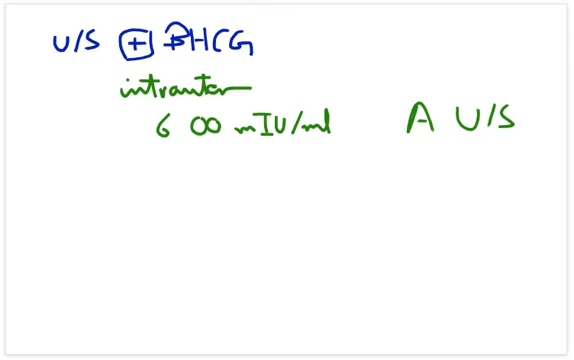 U/S + βHCG
intrauter
6 00 mIU/ml A U/S